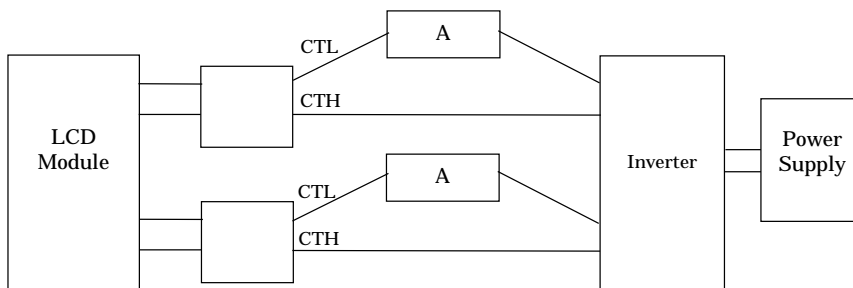 CTL
A
CTH
LCD
Module
Inverter
Power
Supply
CTL
A
CTH